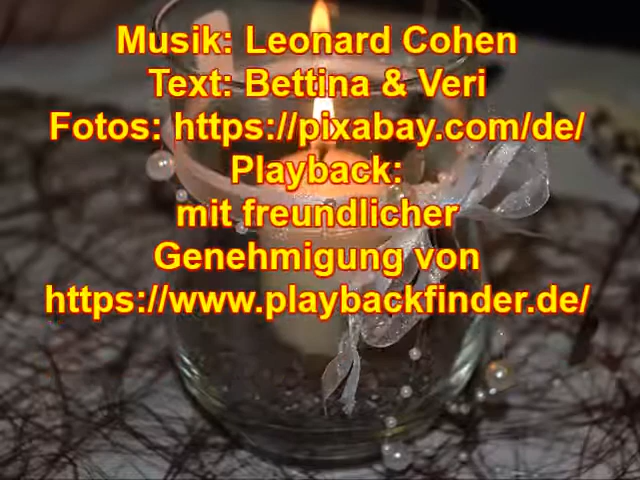 Musik: Leonard Cohen
Text: Bettina & Veri
Fotos: https://pixabay.com/de/
Playback:
mit freundlicher
Genehmigung von
https://www.playbackfinder.de/